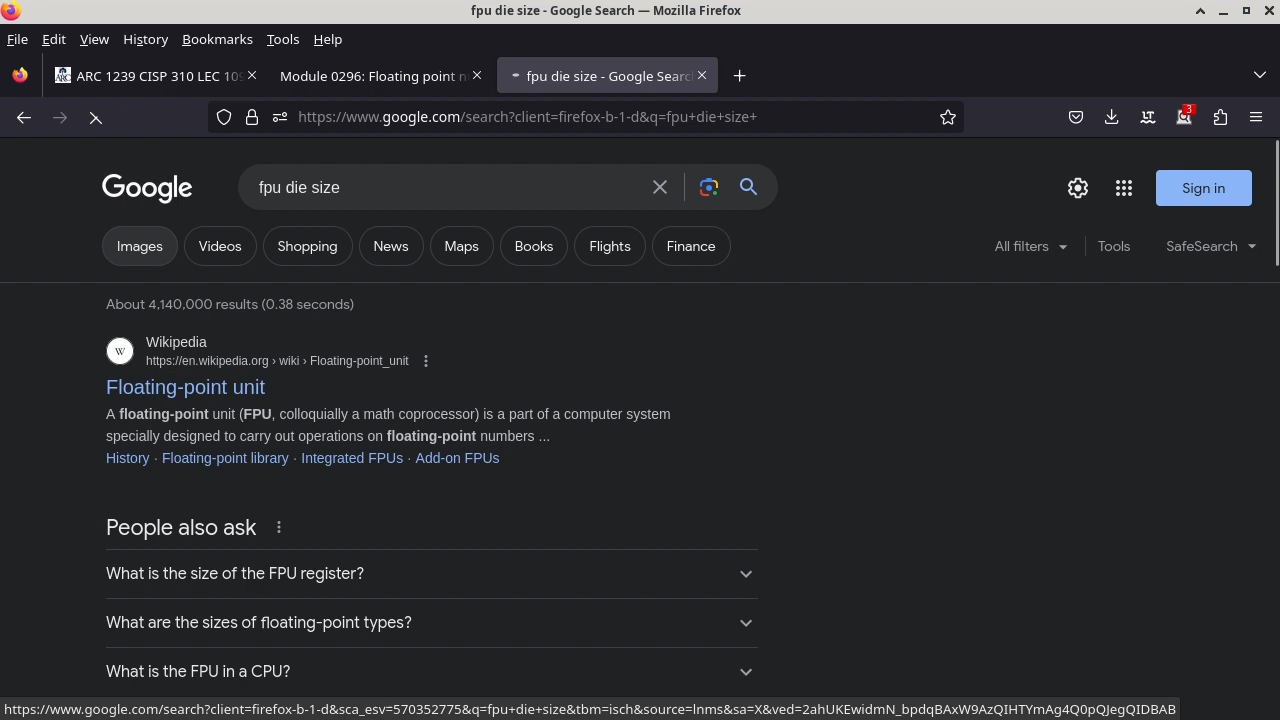 fpu die size - Google Search — Mozilla Firefox
File Edit View History Bookmarks Tools Help
ARC 1239 CISP 310 LEC 109
Module 0296: Floating point n
fpu die size - Google Searc
https://www.google.com/search?client=firefox-b-1-d&q=fpu+die+size+
3
Google
fpu die size
Sign in
Images Videos Shopping News Maps Books Flights Finance
All filters Tools SafeSearch
About 4,140,000 results (0.38 seconds)
W
Wikipedia
https://en.wikipedia.org › wiki › Floating-point_unit
Floating-point unit
A floating-point unit (FPU, colloquially a math coprocessor) is a part of a computer system
specially designed to carry out operations on floating-point numbers ...
History · Floating-point library · Integrated FPUs · Add-on FPUs
People also ask
What is the size of the FPU register?
What are the sizes of floating-point types?
What is the FPU in a CPU?
https://www.google.com/search?client=firefox-b-1-d&sca_esv=570352775&q=fpu+die+size&tbm=isch&source=lnms&sa=X&ved=2ahUKEwidmN_bpdqBAxW9AzQIHTYmAg4Q0pQJegQIDBAB